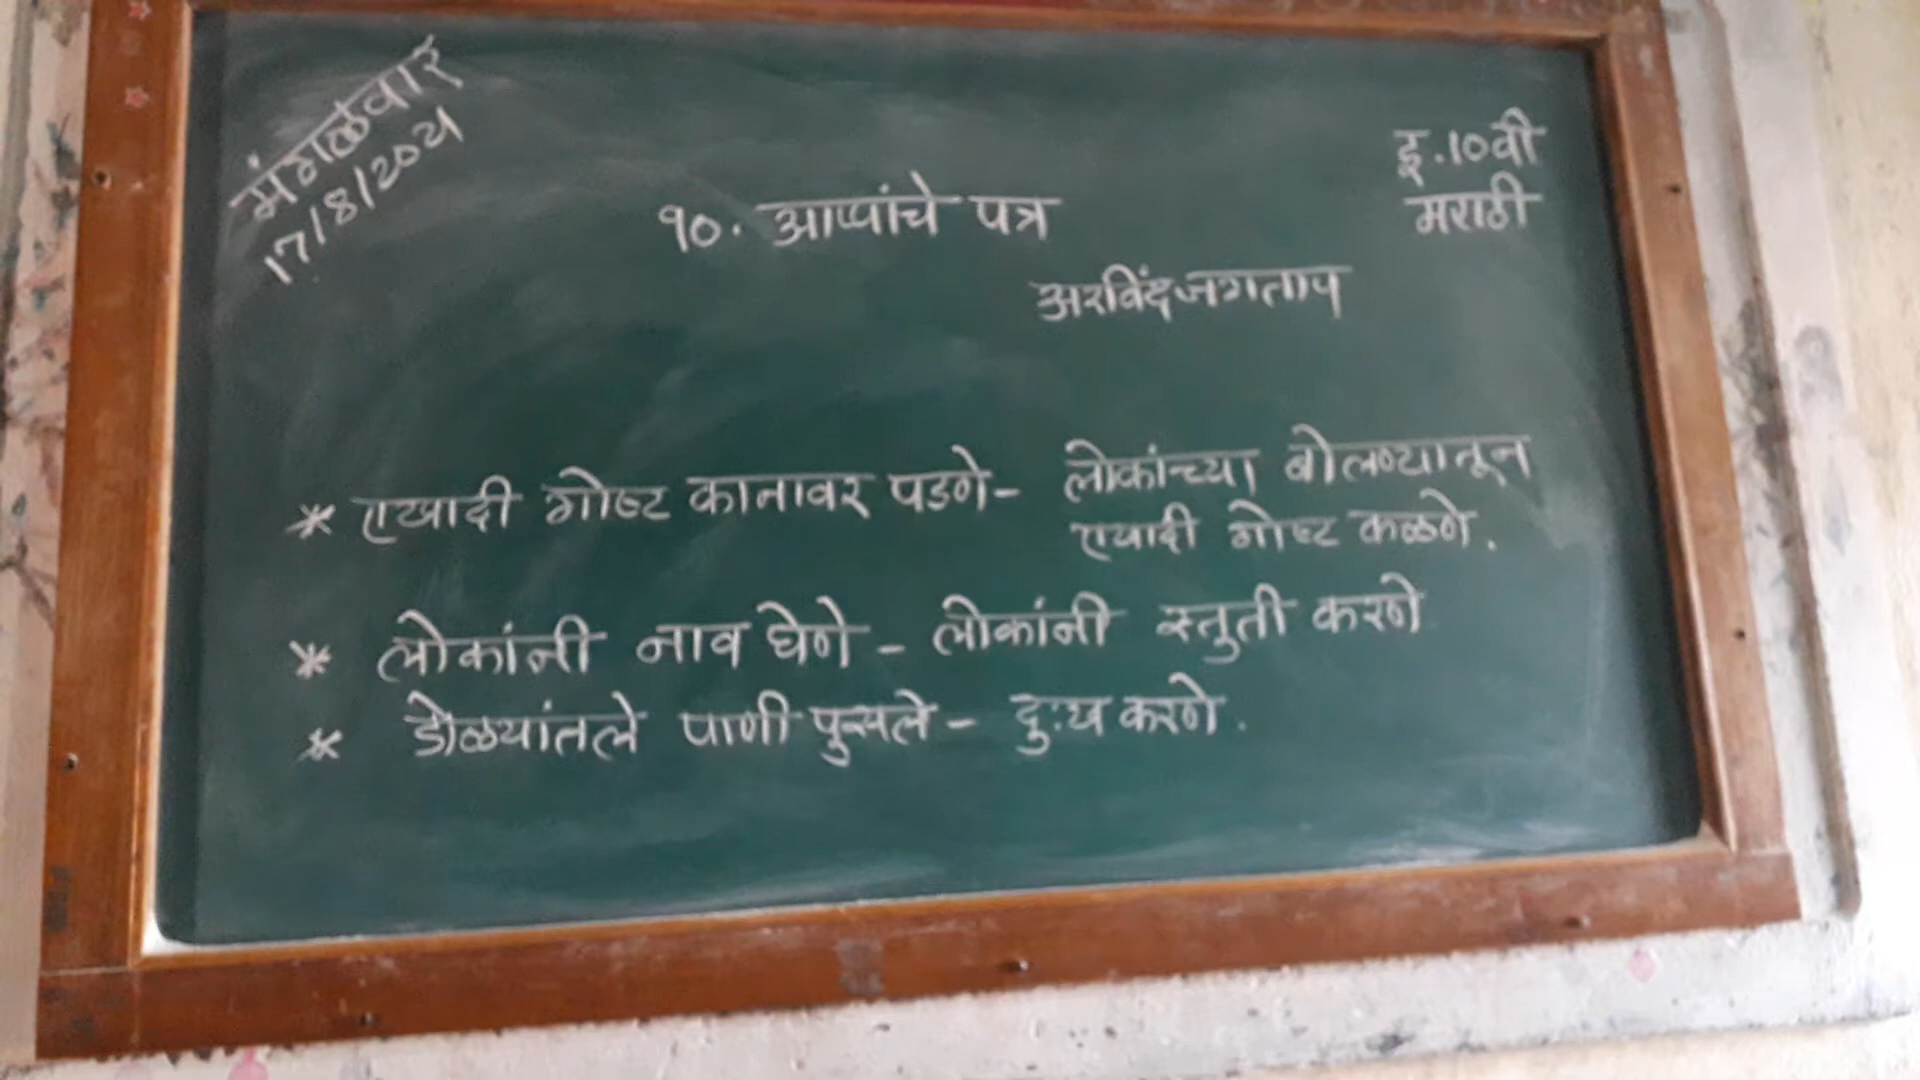 मंगळवार
17/8/2021
इ.10वी
मराठी
१०. आप्पांचे पत्र
अरविंद जगताप
* एखादी गोष्ट कानावर पडणे - लोकांच्या बोलण्यातून
एखादी गोष्ट कळणे.
* लोकांनी नाव घेणे - लोकांनी स्तुती करणे
* डोळ्यांतले पाणी पुसले - दुःख करणे.